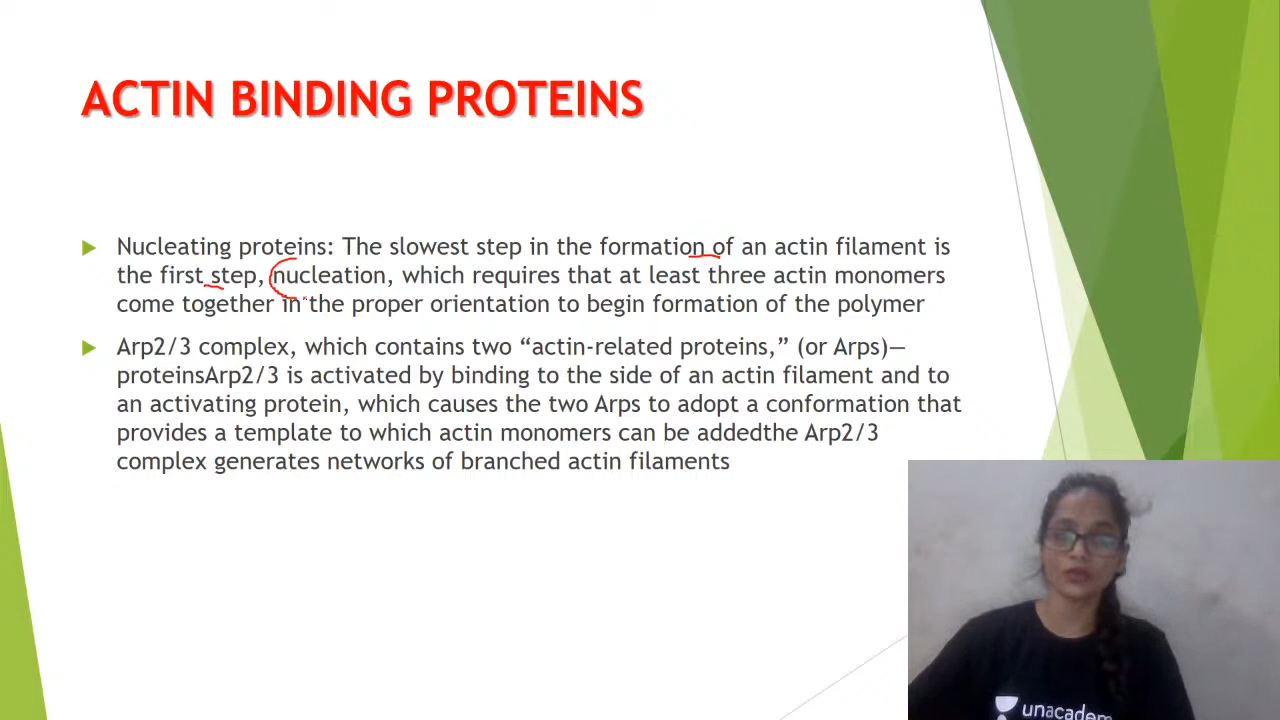 ACTIN BINDING PROTEINS
Nucleating proteins: The slowest step in the formation of an actin filament is
the first step, nucleation, which requires that at least three actin monomers
come together in the proper orientation to begin formation of the polymer
Arp2/3 complex, which contains two “actin-related proteins,” (or Arps)—
proteinsArp2/3 is activated by binding to the side of an actin filament and to
an activating protein, which causes the two Arps to adopt a conformation that
provides a template to which actin monomers can be addedthe Arp2/3
complex generates networks of branched actin filaments
unacadem